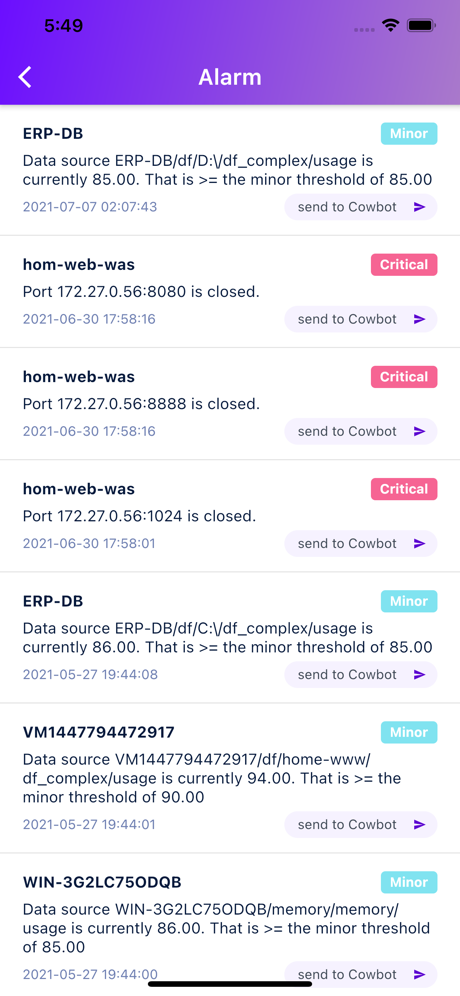 5:49
Alarm
ERP-DB
Minor
Data source ERP-DB/df/D:\/df_complex/usage is
currently 85.00. That is >= the minor threshold of 85.00
2021-07-07 02:07:43
send to Cowbot
hom-web-was
Critical
Port 172.27.0.56:8080 is closed.
2021-06-30 17:58:16
send to Cowbot
hom-web-was
Critical
Port 172.27.0.56:8888 is closed.
2021-06-30 17:58:16
send to Cowbot
hom-web-was
Critical
Port 172.27.0.56:1024 is closed.
2021-06-30 17:58:01
send to Cowbot
ERP-DB
Minor
Data source ERP-DB/df/C:\/df_complex/usage is
currently 86.00. That is >= the minor threshold of 85.00
2021-05-27 19:44:08
send to Cowbot
VM1447794472917
Minor
Data source VM1447794472917/df/home-www/
df_complex/usage is currently 94.00. That is >= the
minor threshold of 90.00
2021-05-27 19:44:01
send to Cowbot
WIN-3G2LC75ODQB
Minor
Data source WIN-3G2LC75ODQB/memory/memory/
usage is currently 86.00. That is >= the minor threshold
of 85.00
2021-05-27 19:44:00
send to Cowbot